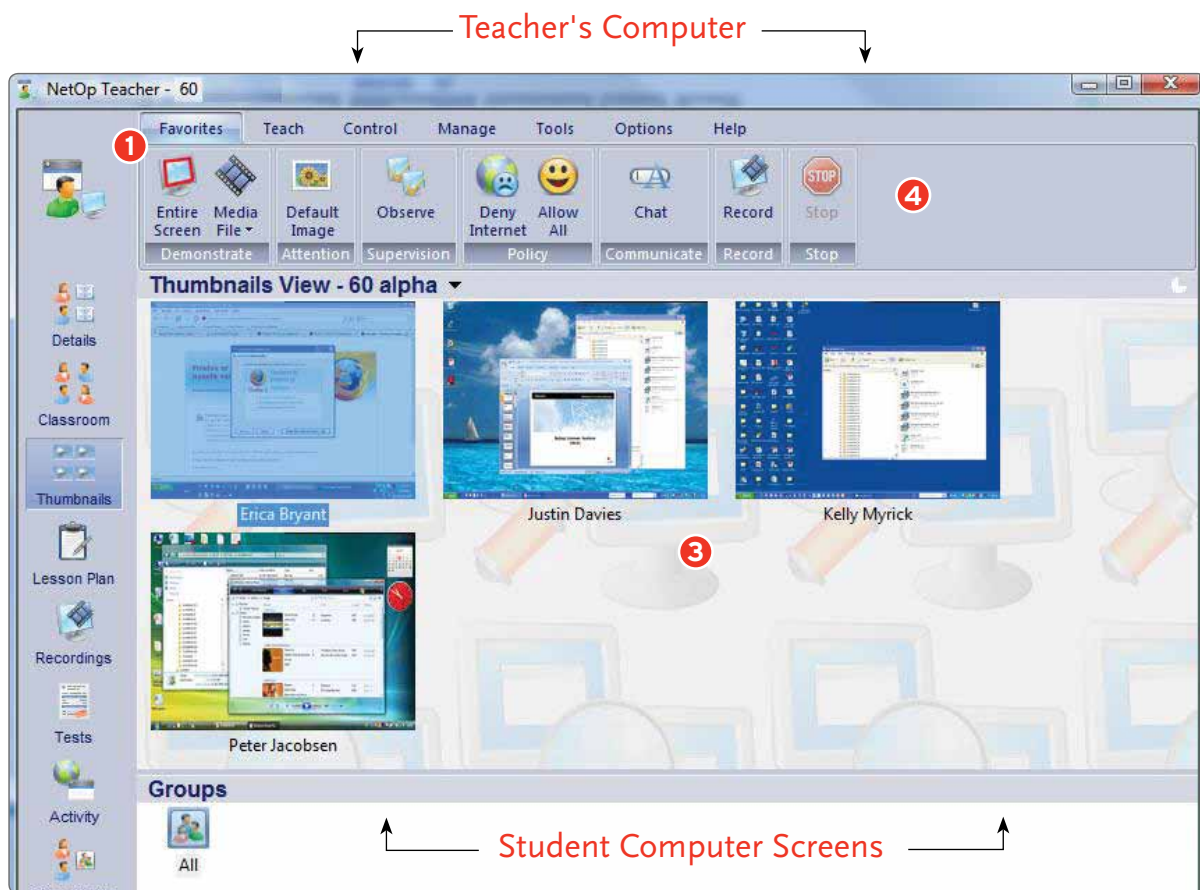 Teacher's Computer
NetOp Teacher - 60
Favorites Teach Control Manage Tools Options Help
1
4
Entire Screen
Media File
Default Image
Observe
Deny Internet
Allow All
Chat
Record
Stop
STOP
Demonstrate Attention Supervision Policy Communicate Record Stop
Thumbnails View - 60 alpha
Details
Classroom
Thumbnails
Lesson Plan
Recordings
Tests
Activity
Erica Bryant Justin Davies Kelly Myrick
3
Peter Jacobsen
Groups
All
Student Computer Screens